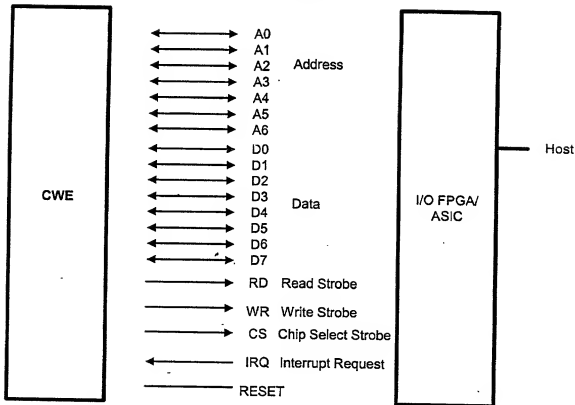 CWE
A0
A1
A2
A3
A4
A5
A6
Address
D0
D1
D2
D3
D4
D5
D6
D7
Data
RD Read Strobe
WR Write Strobe
CS Chip Select Strobe
IRQ Interrupt Request
RESET
I/O FPGA/
ASIC
Host